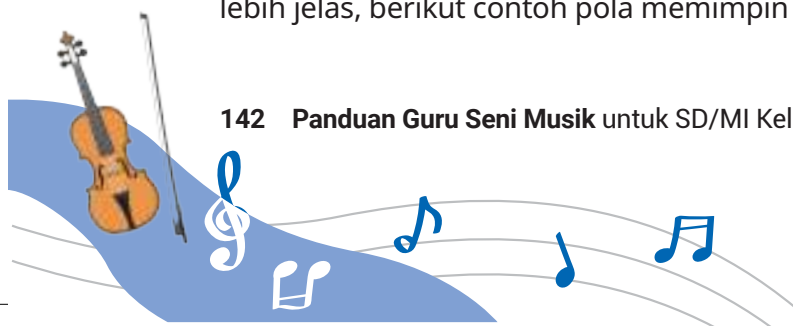 lebih jelas, berikut contoh pola memimpin
142 Panduan Guru Seni Musik untuk SD/MI Kel